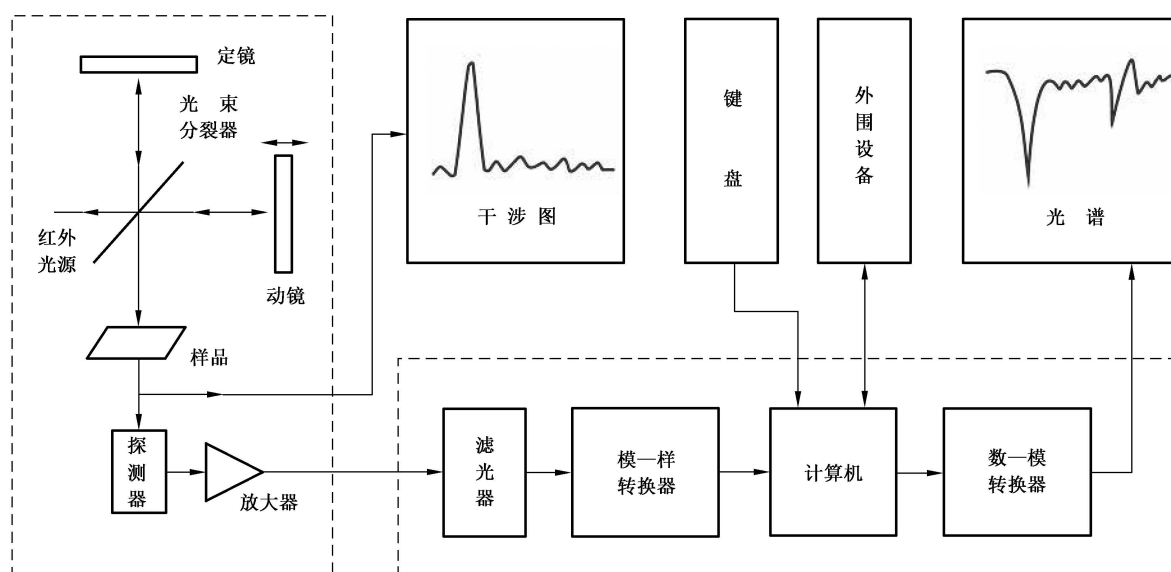 定镜
光 束
分裂器
红外
光源
动镜
样品
探
测
器
放大器
干 涉 图
键
盘
外
围
设
备
光 谱
滤
光
器
模—样
转换器
计算机
数—模
转换器